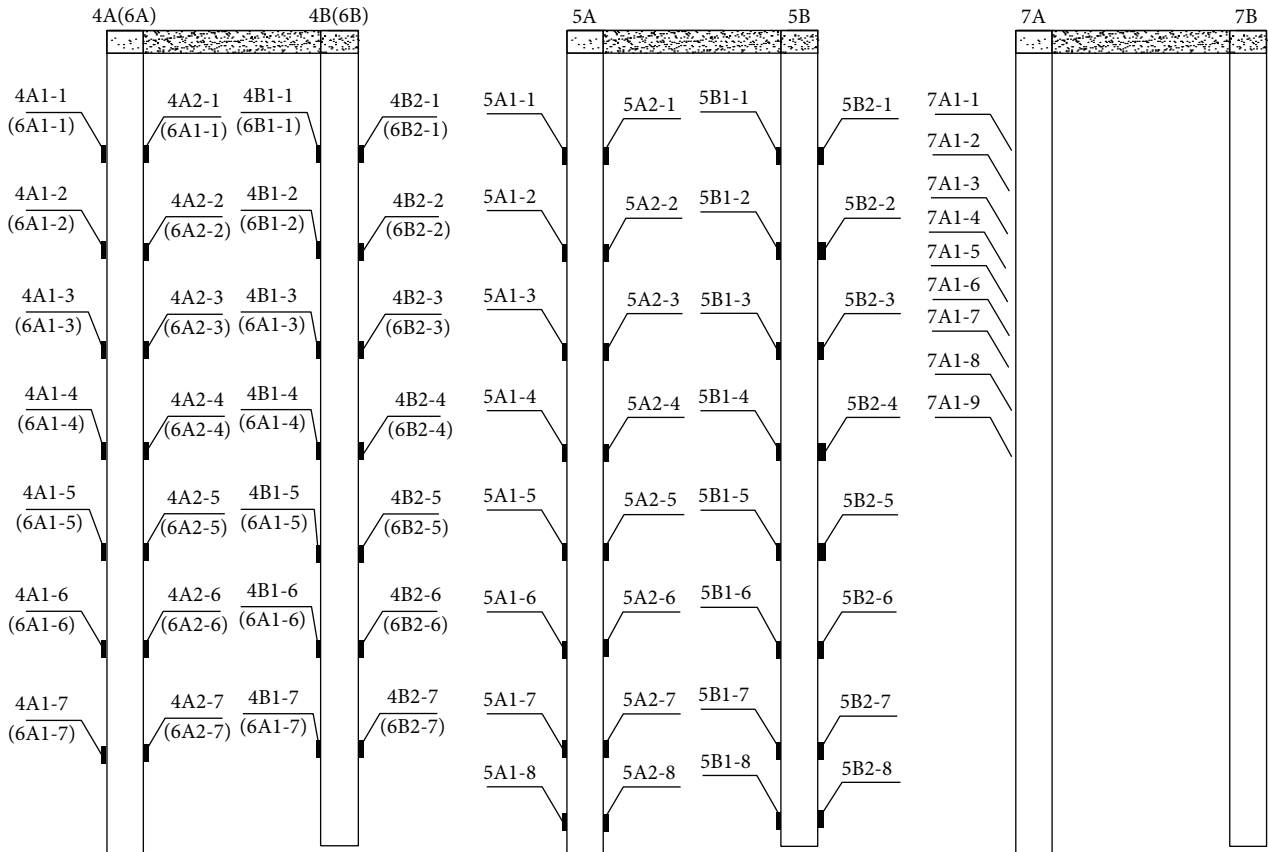 4A(6A)
4B(6B)
5A
5B
7A
7B
4A1-1
(6A1-1)
4A2-1
(6A1-1)
4B1-1
(6B1-1)
4B2-1
(6B2-1)
4A1-2
(6A1-2)
4A2-2
(6A2-2)
4B1-2
(6B1-2)
4B2-2
(6B2-2)
4A1-3
(6A1-3)
4A2-3
(6A2-3)
4B1-3
(6A1-3)
4B2-3
(6B2-3)
4A1-4
(6A1-4)
4A2-4
(6A2-4)
4B1-4
(6A1-4)
4B2-4
(6B2-4)
4A1-5
(6A1-5)
4A2-5
(6A2-5)
4B1-5
(6A1-5)
4B2-5
(6B2-5)
4A1-6
(6A1-6)
4A2-6
(6A2-6)
4B1-6
(6A1-6)
4B2-6
(6B2-6)
4A1-7
(6A1-7)
4A2-7
(6A2-7)
4B1-7
(6A1-7)
4B2-7
(6B2-7)
5A1-1
5A2-1
5B1-1
5B2-1
5A1-2
5A2-2
5B1-2
5B2-2
5A1-3
5A2-3
5B1-3
5B2-3
5A1-4
5A2-4
5B1-4
5B2-4
5A1-5
5A2-5
5B1-5
5B2-5
5A1-6
5A2-6
5B1-6
5B2-6
5A1-7
5A2-7
5B1-7
5B2-7
5A1-8
5A2-8
5B1-8
5B2-8
7A1-1
7A1-2
7A1-3
7A1-4
7A1-5
7A1-6
7A1-7
7A1-8
7A1-9